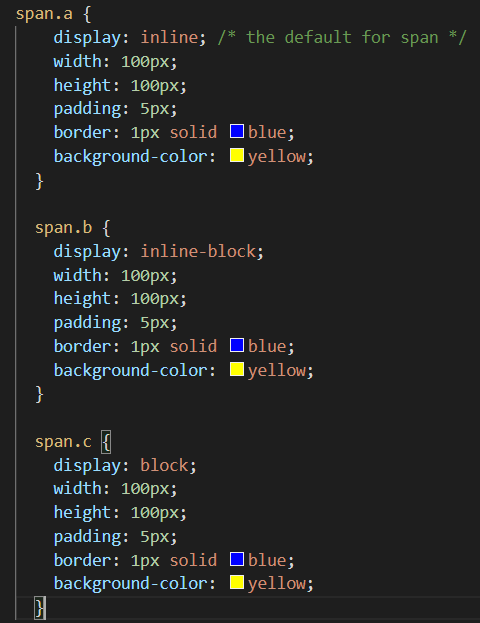 span.a {
    display: inline; /* the default for span */
    width: 100px;
    height: 100px;
    padding: 5px;
    border: 1px solid blue;
    background-color: yellow;
  }

  span.b {
    display: inline-block;
    width: 100px;
    height: 100px;
    padding: 5px;
    border: 1px solid blue;
    background-color: yellow;
  }

  span.c {
    display: block;
    width: 100px;
    height: 100px;
    padding: 5px;
    border: 1px solid blue;
    background-color: yellow;
  }